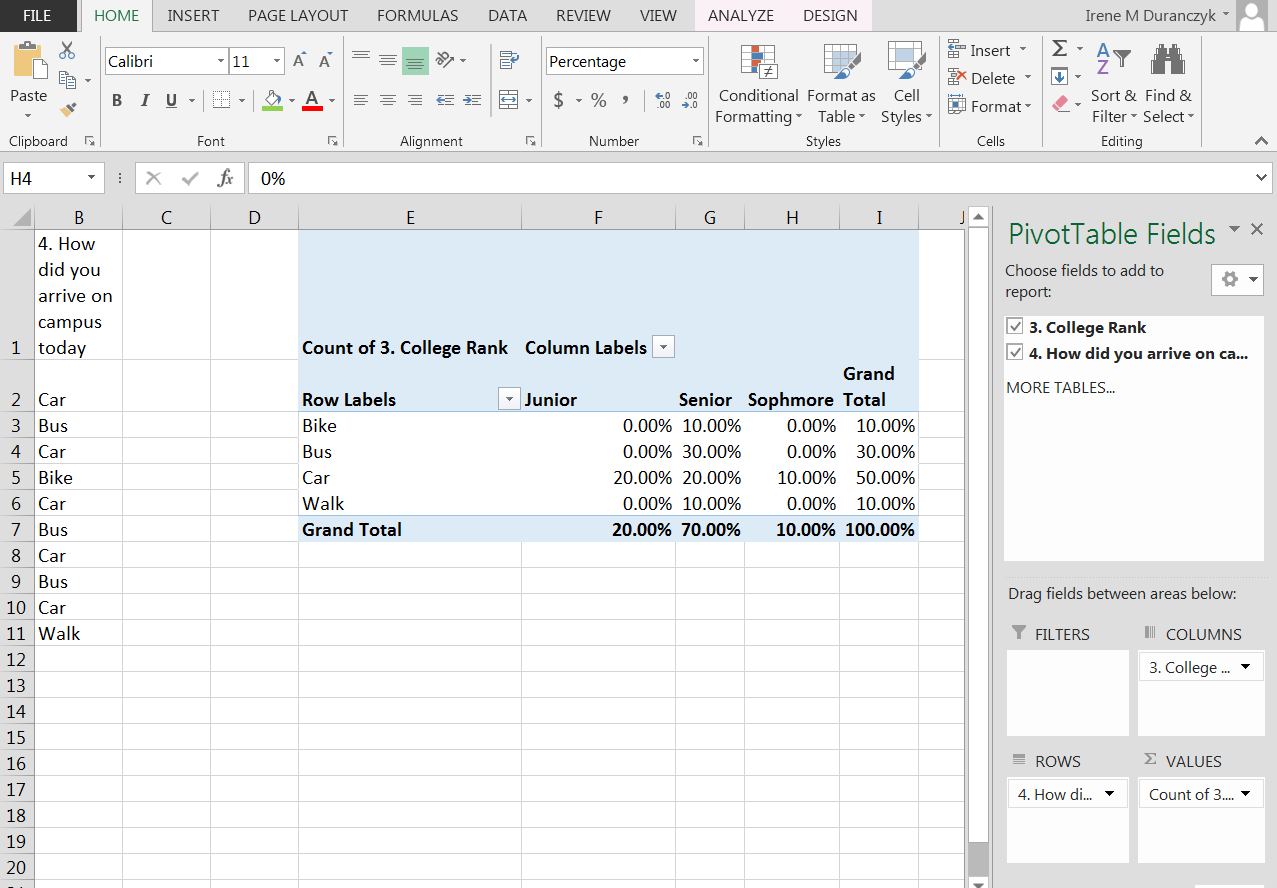 FILE HOME INSERT PAGE LAYOUT FORMULAS DATA REVIEW VIEW ANALYZE DESIGN Irene M Duranczyk
Paste
Clipboard
Calibri 11 A A
B I U A
Font
Alignment
Percentage
$ % , .00 .00
Number
Conditional Formatting
Format as Table
Cell Styles
Styles
Insert
Delete
Format
Cells
Σ
Sort & Filter
Find & Select
Editing
H4 fx 0%
B C D E F G H I J
4. How
did you
arrive on
campus
1 today Count of 3. College Rank Column Labels
Grand
2 Car Row Labels Junior Senior Sophmore Total
3 Bus Bike 0.00% 10.00% 0.00% 10.00%
4 Car Bus 0.00% 30.00% 0.00% 30.00%
5 Bike Car 20.00% 20.00% 10.00% 50.00%
6 Car Walk 0.00% 10.00% 0.00% 10.00%
7 Bus Grand Total 20.00% 70.00% 10.00% 100.00%
8 Car
9 Bus
10 Car
11 Walk
12
13
14
15
16
17
18
19
20
PivotTable Fields
Choose fields to add to
report:
3. College Rank
4. How did you arrive on ca...
MORE TABLES...
Drag fields between areas below:
FILTERS
COLUMNS
3. College ...
ROWS
4. How di...
Σ VALUES
Count of 3....